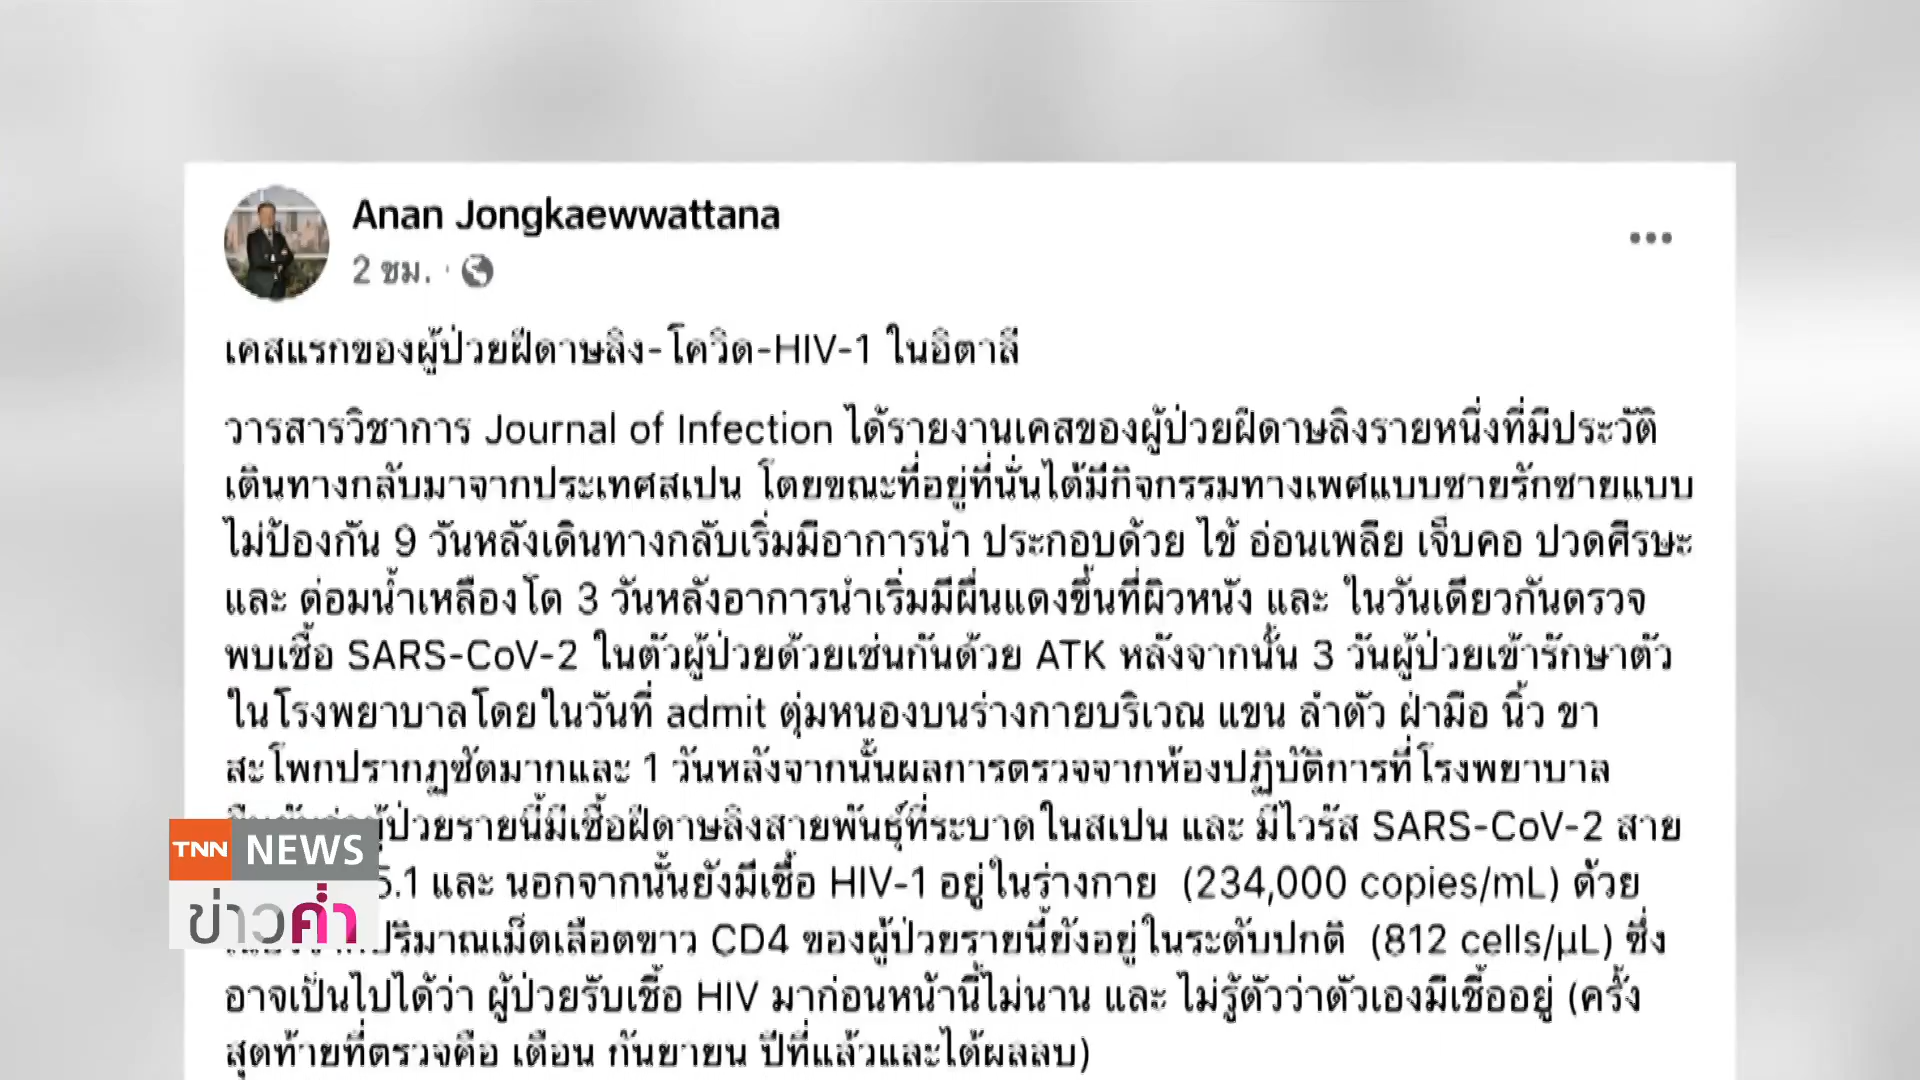 Anan Jongkaewwattana
2 ชม.
เคสแรกของผู้ป่วยฝีดาษลิง-โควิด-HIV-1 ในอิตาลี
วารสารวิชาการ Journal of Infection ได้รายงานเคสของผู้ป่วยฝีดาษลิงรายหนึ่งที่มีประวัติ
เดินทางกลับมาจากประเทศสเปน โดยขณะที่อยู่ที่นั่นได้มีกิจกรรมทางเพศแบบชายรักชายแบบ
ไม่ป้องกัน 9 วันหลังเดินทางกลับเริ่มมีอาการนำ ประกอบด้วย ไข้ อ่อนเพลีย เจ็บคอ ปวดศีรษะ
และ ต่อมน้ำเหลืองโต 3 วันหลังอาการนำเริ่มมีผื่นแดงขึ้นที่ผิวหนัง และ ในวันเดียวกันตรวจ
พบเชื้อ SARS-CoV-2 ในตัวผู้ป่วยด้วยเช่นกันด้วย ATK หลังจากนั้น 3 วันผู้ป่วยเข้ารักษาตัว
ในโรงพยาบาลโดยในวันที่ admit ตุ่มหนองบนร่างกายบริเวณ แขน ลำตัว ฝ่ามือ นิ้ว ขา
สะโพกปรากฏชัดมากและ 1 วันหลังจากนั้นผลการตรวจจากห้องปฏิบัติการที่โรงพยาบาล
ผู้ป่วยรายนี้มีเชื้อฝีดาษลิงสายพันธุ์ที่ระบาดในสเปน และ มีไวรัส SARS-CoV-2 สาย
5.1 และ นอกจากนั้นยังมีเชื้อ HIV-1 อยู่ในร่างกาย (234,000 copies/mL) ด้วย
ปริมาณเม็ดเลือดขาว CD4 ของผู้ป่วยรายนี้ยังอยู่ในระดับปกติ (812 cells/µL) ซึ่ง
อาจเป็นไปได้ว่า ผู้ป่วยรับเชื้อ HIV มาก่อนหน้านี้ไม่นาน และ ไม่รู้ตัวว่าตัวเองมีเชื้ออยู่ (ครั้ง
สุดท้ายที่ตรวจคือ เดือน กันยายน ปีที่แล้วและได้ผลลบ)
TNN NEWS
ข่าวค่ำ